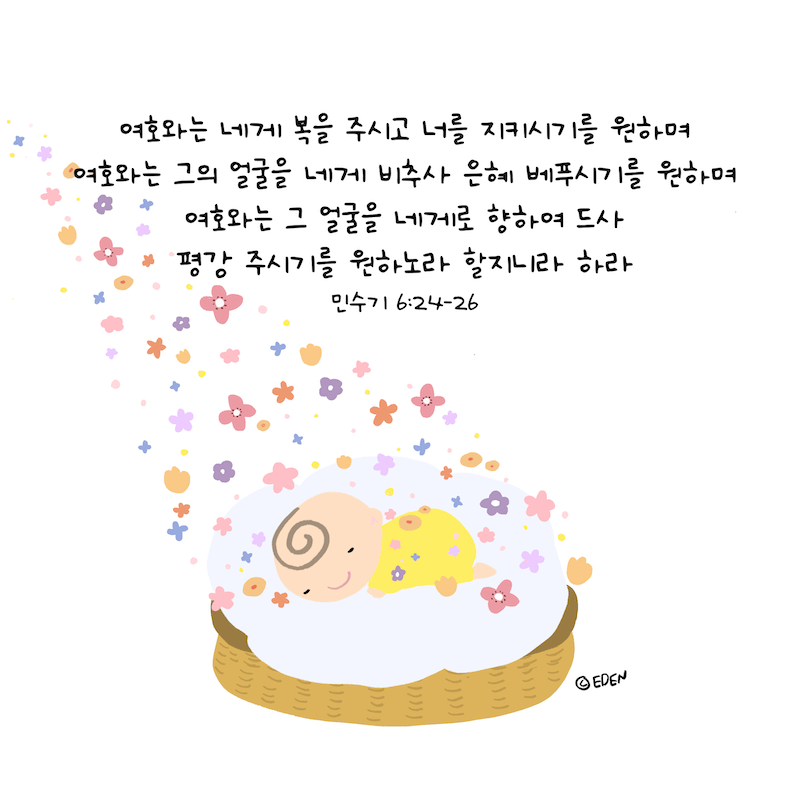 여호와는 네게 복을 주시고 너를 지키시기를 원하며
여호와는 그의 얼굴을 네게 비추사 은혜 베푸시기를 원하며
여호와는 그 얼굴을 네게로 향하여 드사
평강 주시기를 원하노라 할지니라 하라
민수기 6:24-26
©EDEN